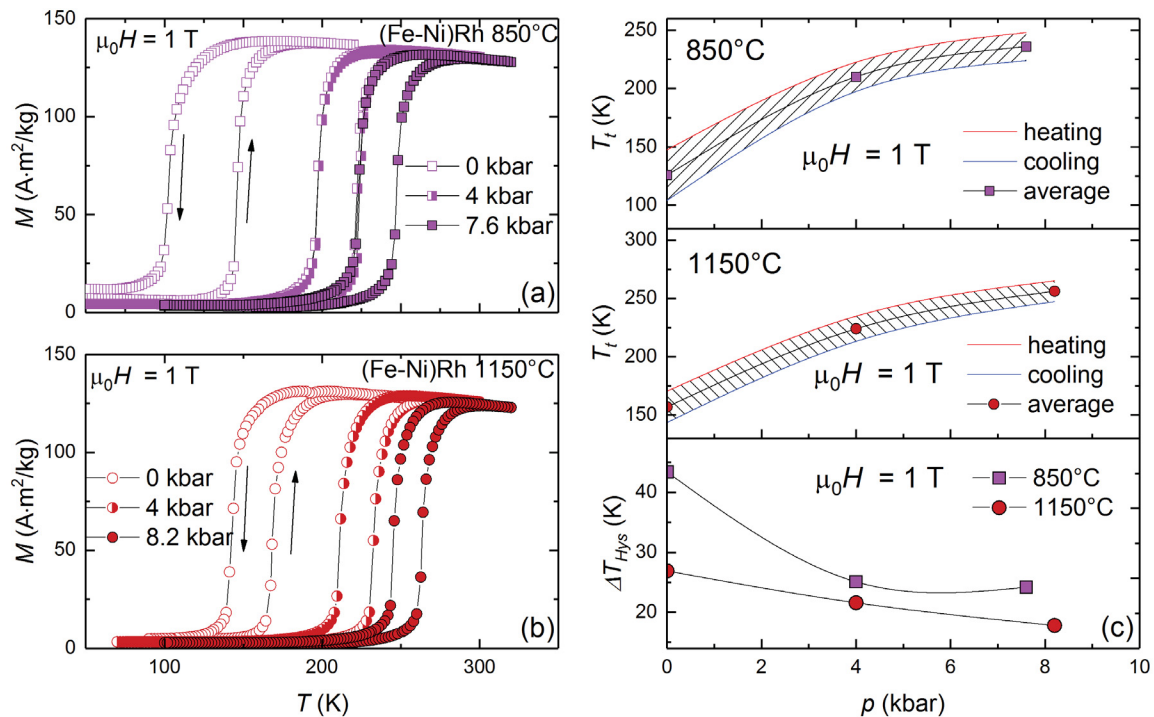 μ₀H = 1 T
(Fe-Ni)Rh 850°C
150
100
50
0
M (A·m²/kg)
0 kbar
4 kbar
7.6 kbar
(a)
μ₀H = 1 T
(Fe-Ni)Rh 1150°C
150
100
50
0
M (A·m²/kg)
0 kbar
4 kbar
8.2 kbar
(b)
100 150 200 250 300
T (K)
850°C
250
200
150
100
Tt (K)
μ₀H = 1 T
heating
cooling
average
1150°C
300
250
200
150
Tt (K)
μ₀H = 1 T
heating
cooling
average
μ₀H = 1 T
850°C
1150°C
40
30
20
ΔTHys (K)
(c)
0 2 4 6 8 10
p (kbar)